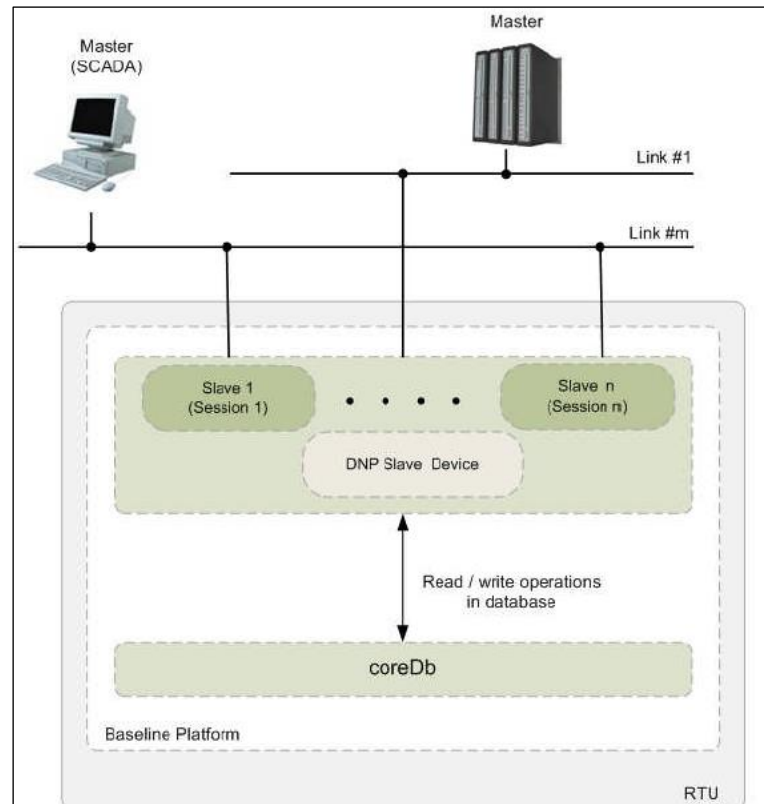 Master
Master
(SCADA)
Link #1
Link #m
Slave 1
(Session 1)
Slave n
(Session m)
DNP Slave Device
Read / write operations
in database
coreDb
Baseline Platform
RTU